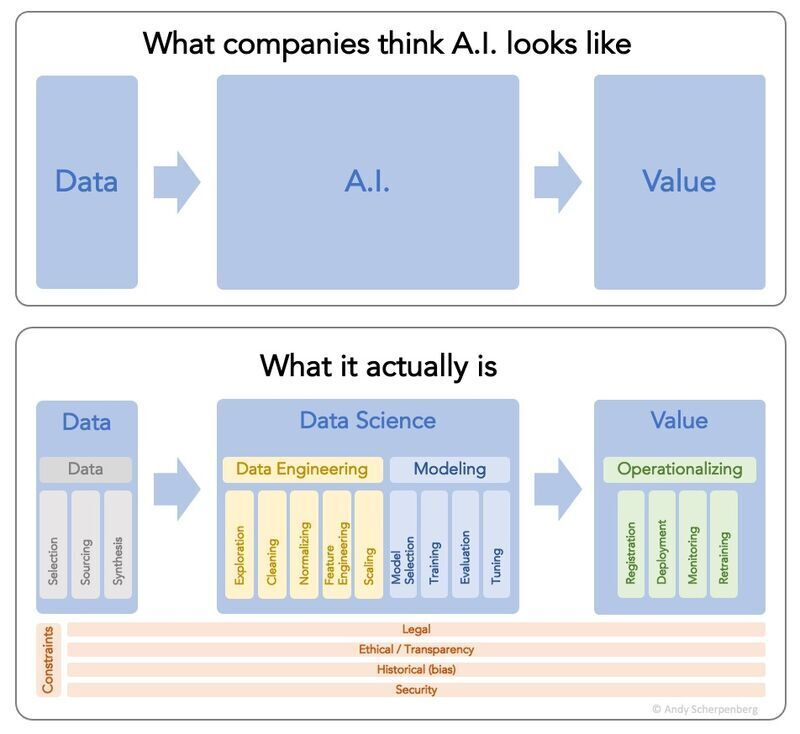 What companies think A.I. looks like
Data
A.I.
Value
What it actually is
Data
Data Science
Value
Data
Data Engineering
Modeling
Operationalizing
Selection
Sourcing
Synthesis
Exploration
Cleaning
Normalizing
Feature
Engineering
Scaling
Model
Selection
Training
Evaluation
Tuning
Registration
Deployment
Monitoring
Retraining
Constraints
Legal
Ethical / Transparency
Historical (bias)
Security
© Andy Scherpenberg